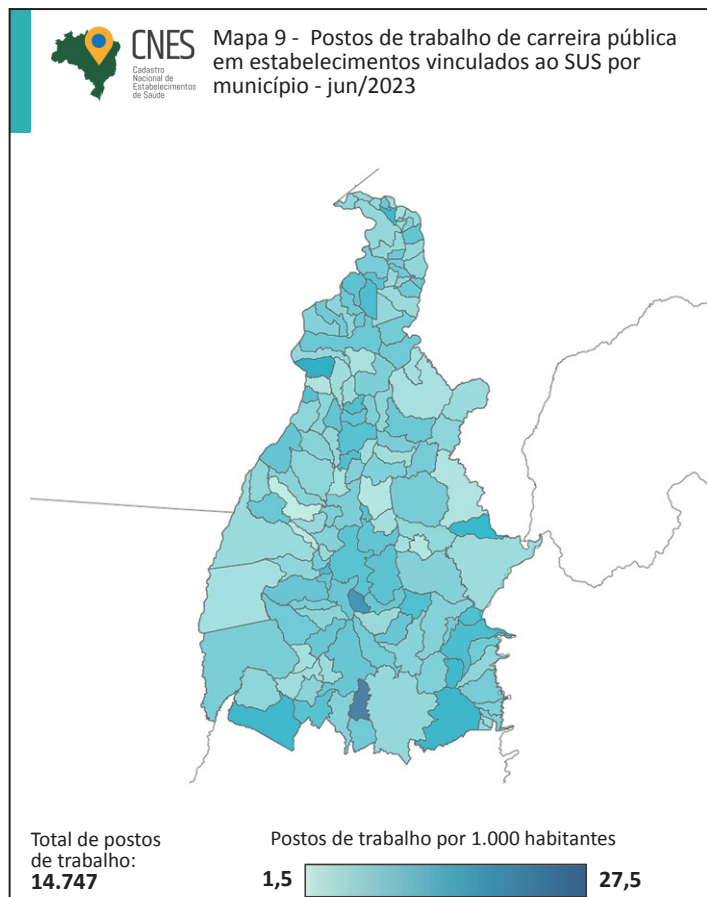 CNES
Cadastro
Nacional de
Estabelecimentos
de Saúde
Mapa 9 - Postos de trabalho de carreira pública
em estabelecimentos vinculados ao SUS por
município - jun/2023
Total de postos
de trabalho:
14.747
Postos de trabalho por 1.000 habitantes
1,5
27,5